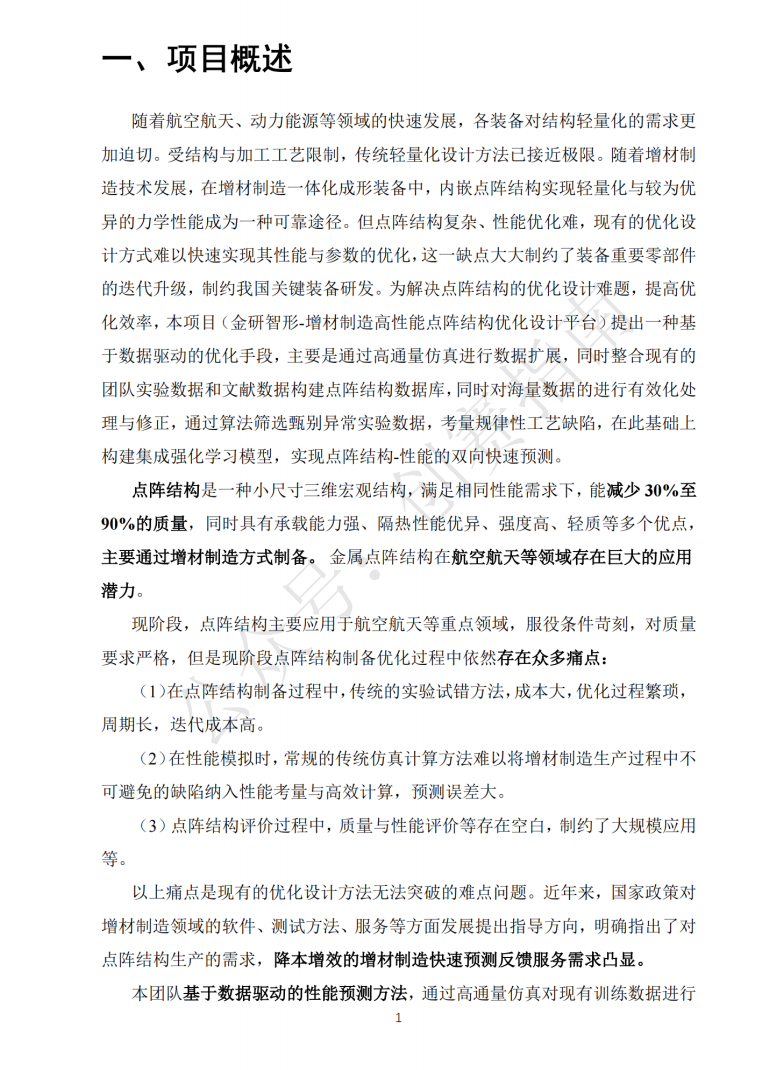 一、项目概述
随着航空航天、动力能源等领域的快速发展，各装备对结构轻量化的需求更
加迫切。受结构与加工工艺限制，传统轻量化设计方法已接近极限。随着增材制
造技术发展，在增材制造一体化成形装备中，内嵌点阵结构实现轻量化与较为优
异的力学性能成为一种可靠途径。但点阵结构复杂、性能优化难，现有的优化设
计方式难以快速实现其性能与参数的优化，这一缺点大大制约了装备重要零部件
的迭代升级，制约我国关键装备研发。为解决点阵结构的优化设计难题，提高优
化效率，本项目（金研智形-增材制造高性能点阵结构优化设计平台）提出一种基
于数据驱动的优化手段，主要是通过高通量仿真进行数据扩展，同时整合现有的
团队实验数据和文献数据构建点阵结构数据库，同时对海量数据的进行有效化处
理与修正，通过算法筛选甄别异常实验数据，考量规律性工艺缺陷，在此基础上
构建集成强化学习模型，实现点阵结构-性能的双向快速预测。
点阵结构是一种小尺寸三维宏观结构，满足相同性能需求下，能减少 30%至
90%的质量，同时具有承载能力强、隔热性能优异、强度高、轻质等多个优点，
主要通过增材制造方式制备。 金属点阵结构在航空航天等领域存在巨大的应用
潜力。
现阶段，点阵结构主要应用于航空航天等重点领域，服役条件苛刻，对质量
要求严格，但是现阶段点阵结构制备优化过程中依然存在众多痛点：
（1）在点阵结构制备过程中，传统的实验试错方法，成本大，优化过程繁琐，
周期长，迭代成本高。
（2）在性能模拟时，常规的传统仿真计算方法难以将增材制造生产过程中不
可避免的缺陷纳入性能考量与高效计算，预测误差大。
（3）点阵结构评价过程中，质量与性能评价等存在空白，制约了大规模应用
等。
以上痛点是现有的优化设计方法无法突破的难点问题。近年来，国家政策对
增材制造领域的软件、测试方法、服务等方面发展提出指导方向，明确指出了对
点阵结构生产的需求，降本增效的增材制造快速预测反馈服务需求凸显。
本团队基于数据驱动的性能预测方法，通过高通量仿真对现有训练数据进行
1
公众号：创赛指南